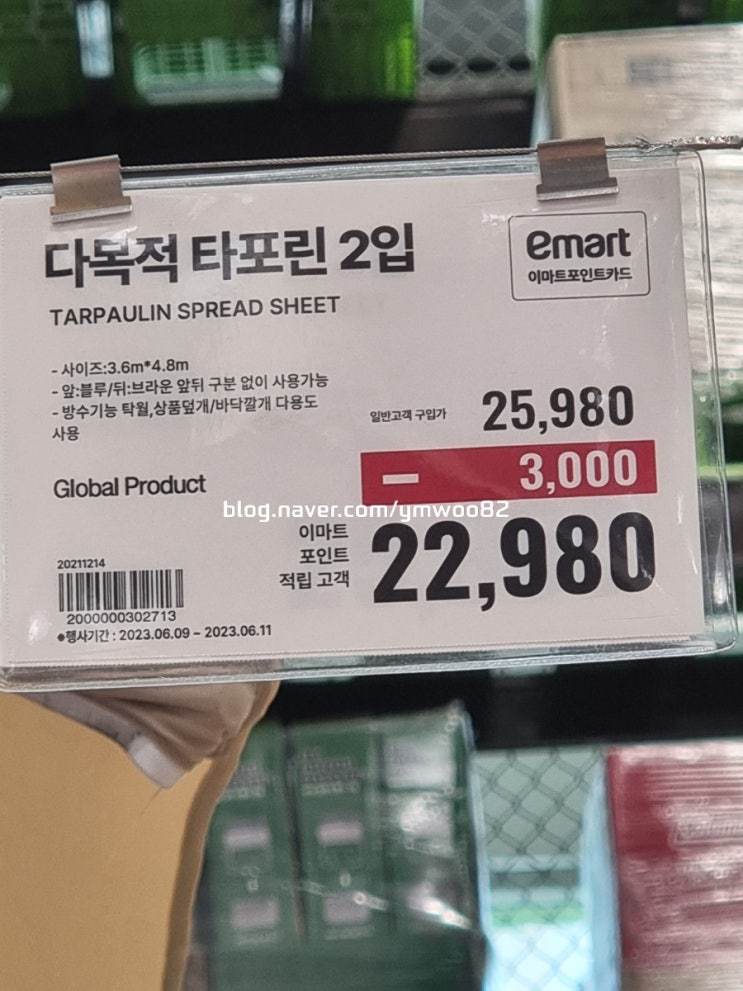 다목적 타포린 2입
TARPAULIN SPREAD SHEET
emart
이마트포인트카드
- 사이즈:3.6m*4.8m
- 앞:블루/뒤:브라운 앞뒤 구분 없이 사용가능
- 방수기능 탁월,상품덮개/바닥깔개 다용도
사용
일반고객 구입가 25,980
- 3,000
Global Product
blog.naver.com/ymwoo82
이마트
포인트
적립 고객
22,980
20211214
2000000302713
※행사기간 : 2023.06.09 ~ 2023.06.11